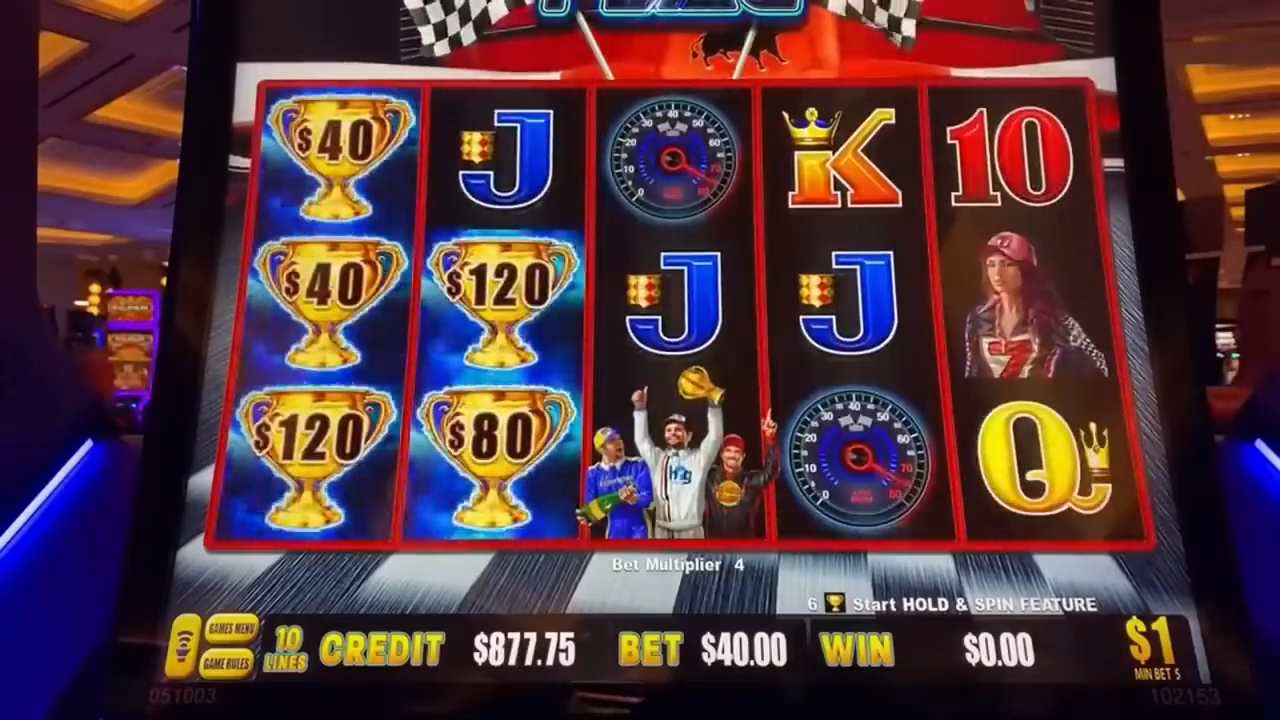 $40 J K 10
$40 $120 J J
$120 $80 Q
Bet Multiplier 4
6 Start HOLD & SPIN FEATURE
GAMES MENU
GAME RULES
10 LINES CREDIT $877.75 BET $40.00 WIN $0.00 $1
MIN BET 5
051003 102153